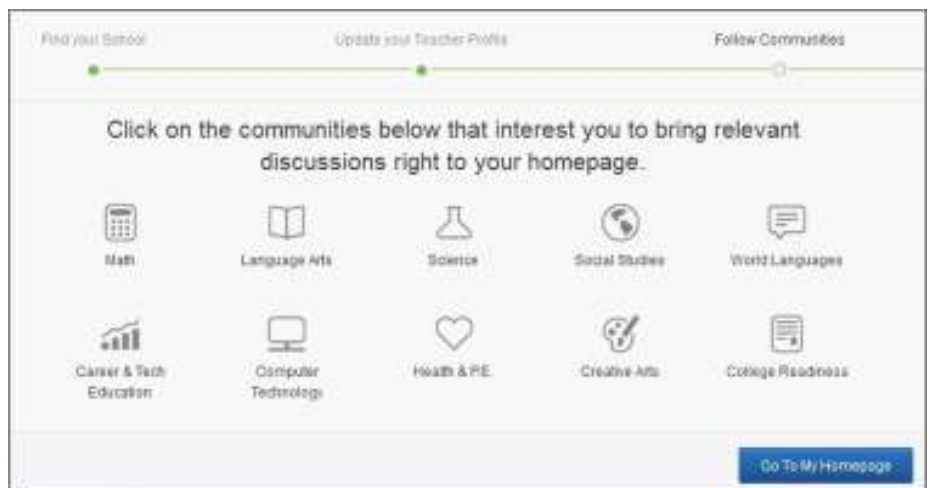 Find your School
Update your Teacher Profile
Follow Communities
Click on the communities below that interest you to bring relevant
discussions right to your homepage.
Math
Language Arts
Science
Social Studies
World Languages
Career & Tech
Education
Computer
Technology
Health & P.E.
Creative Arts
College Readiness
Go To My Homepage